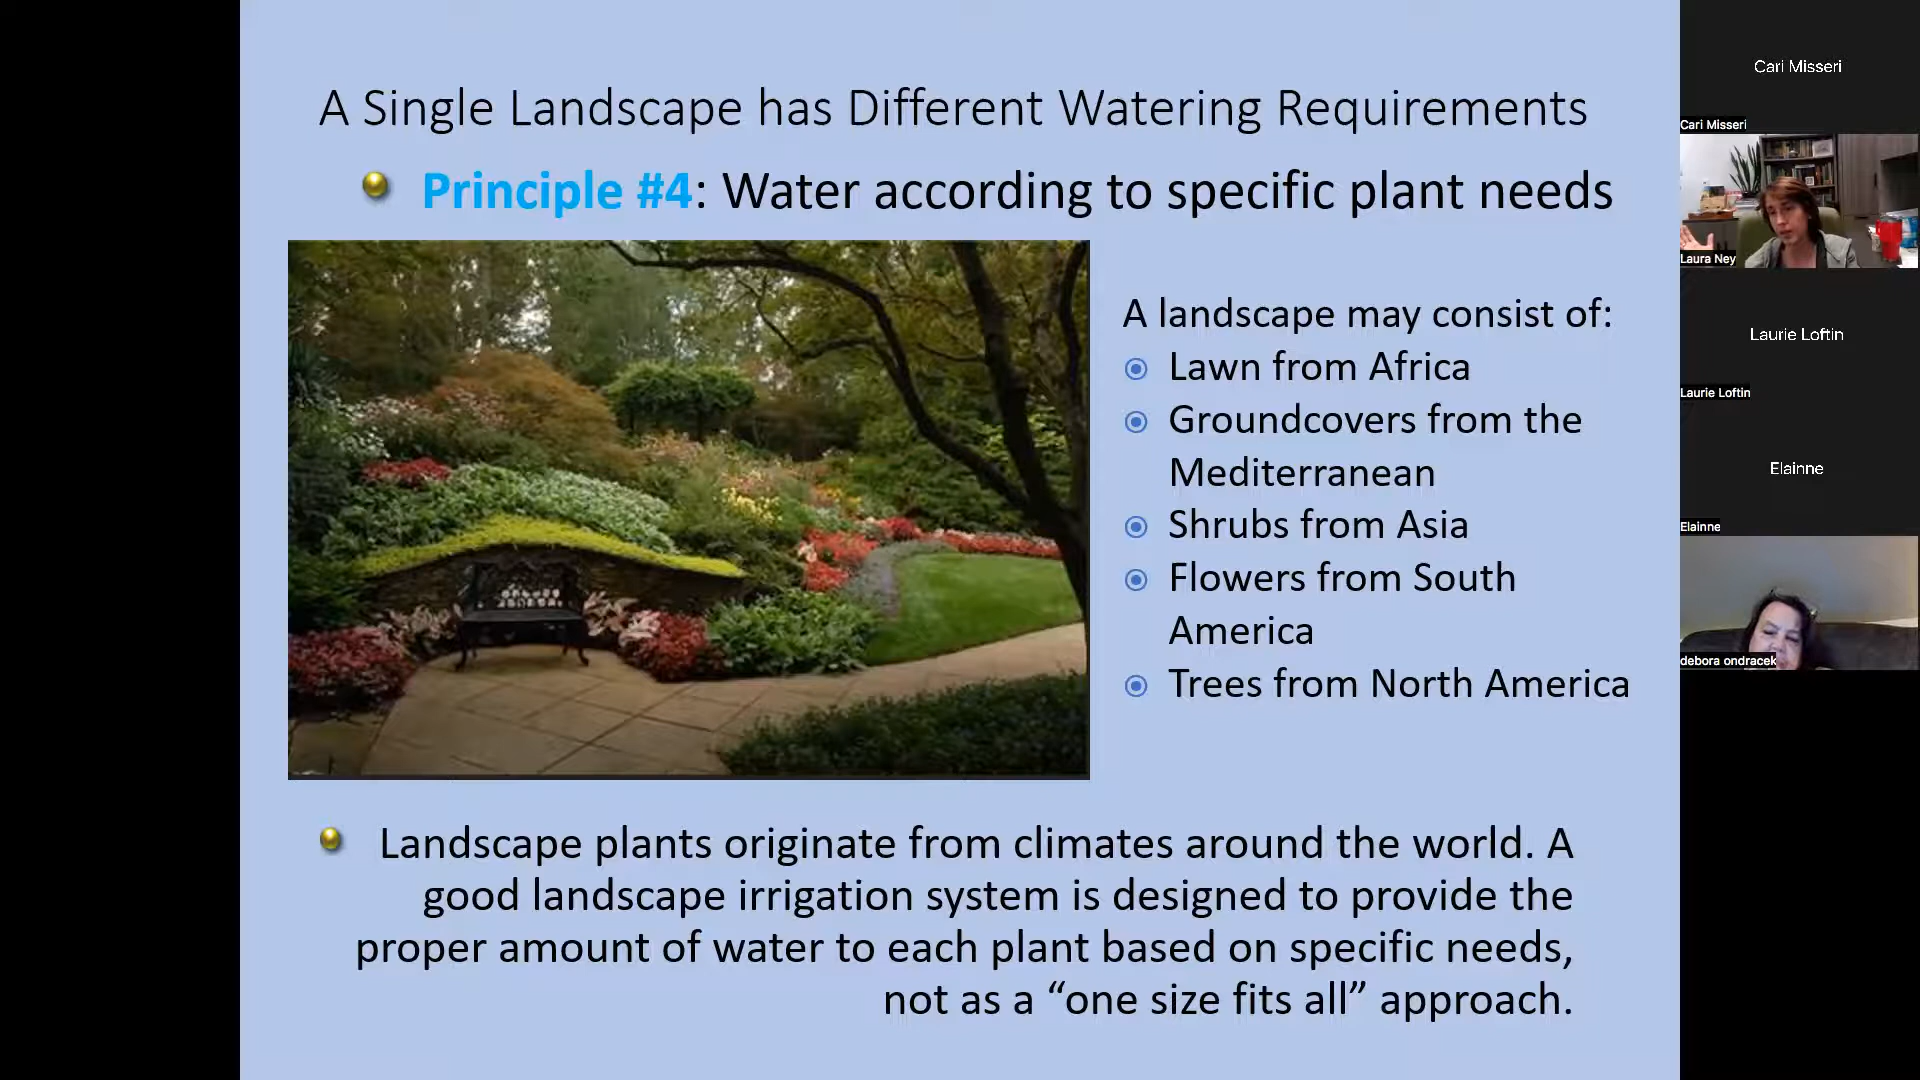 A Single Landscape has Different Watering Requirements
Principle #4: Water according to specific plant needs
A landscape may consist of:
Lawn from Africa
Groundcovers from the
Mediterranean
Shrubs from Asia
Flowers from South
America
Trees from North America
Landscape plants originate from climates around the world. A
good landscape irrigation system is designed to provide the
proper amount of water to each plant based on specific needs,
not as a “one size fits all” approach.
Cari Misseri
Cari Misseri
Laura Ney
Laurie Loftin
Laurie Loftin
Elainne
Elainne
debora ondracek